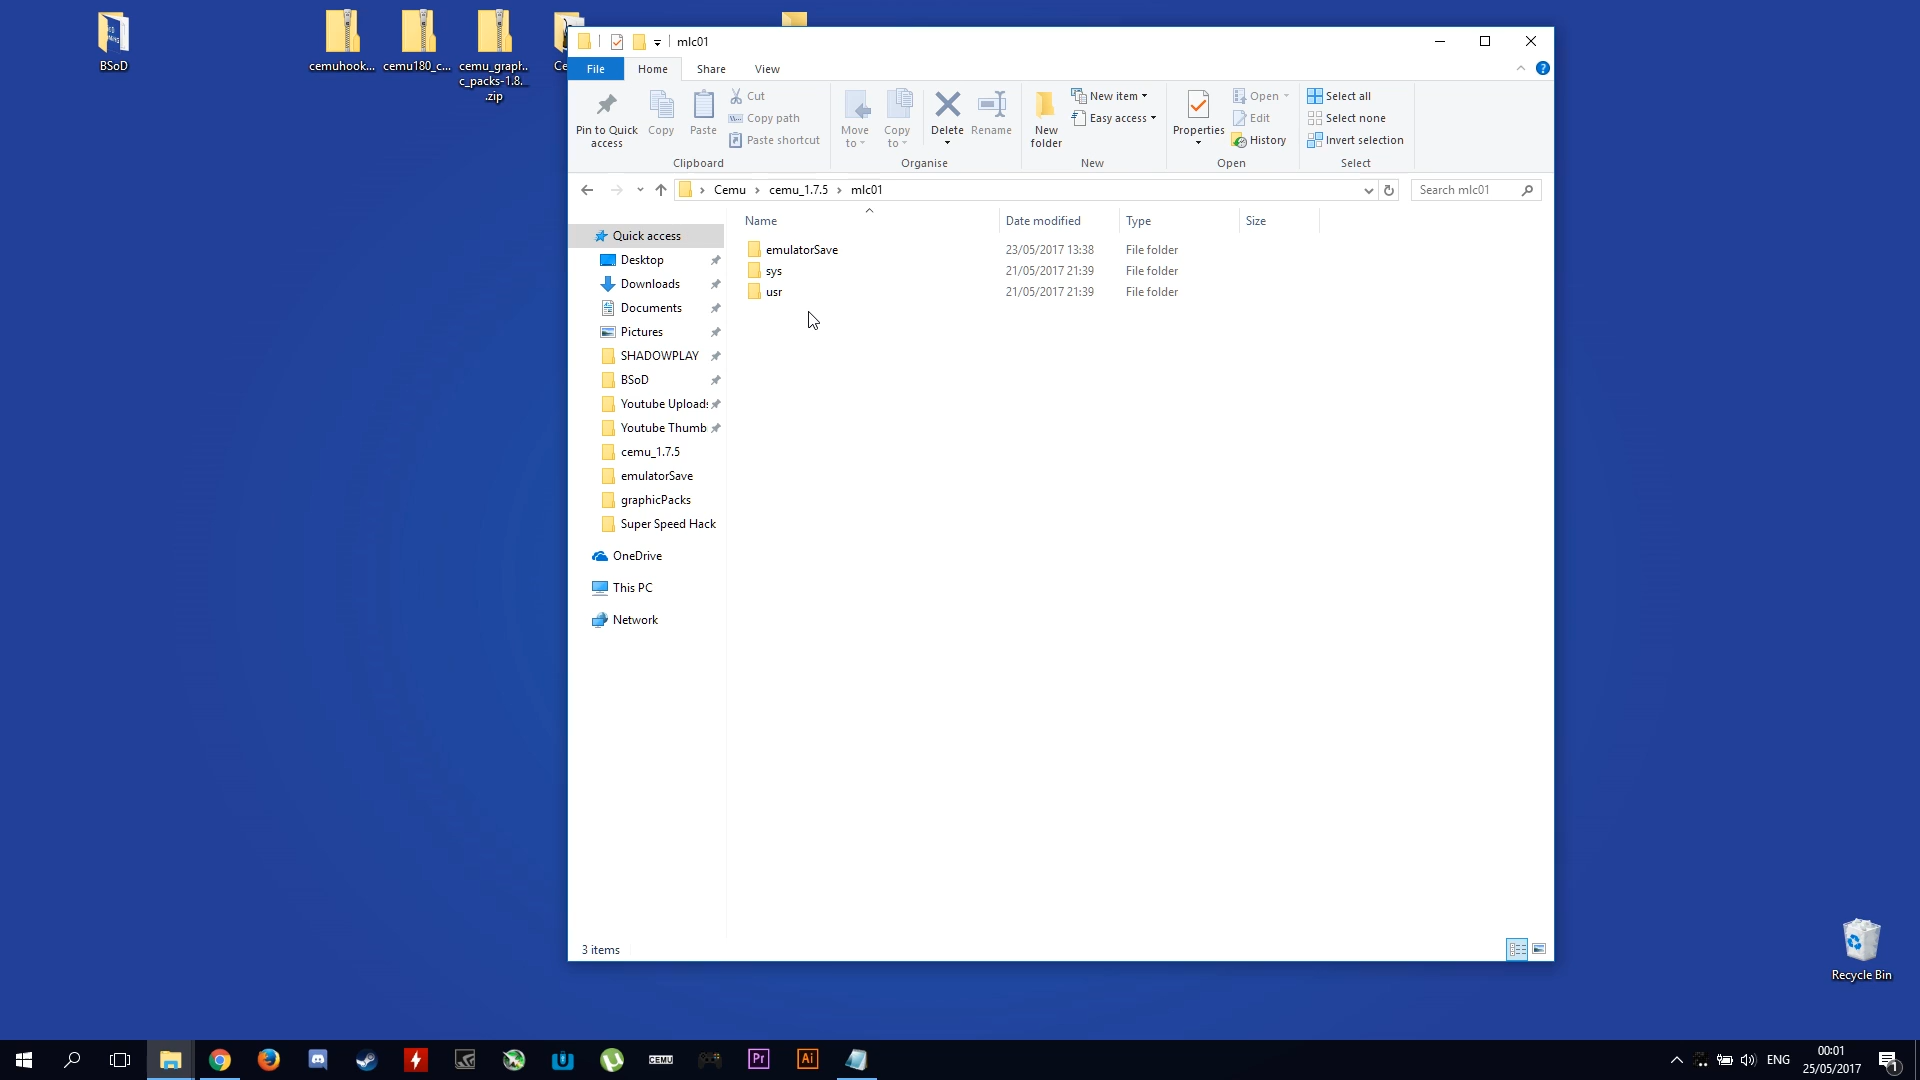 BSoD
cemuhook...
cemu180_c...
cemu_graph..
c_packs-1.8..
.zip
Ce
mlc01
File
Home
Share
View
Pin to Quick
access
Copy
Paste
Cut
Copy path
Paste shortcut
Clipboard
Move
to
Copy
to
Delete
Rename
Organise
New
folder
New item
Easy access
New
Properties
Open
Edit
History
Open
Select all
Select none
Invert selection
Select
Cemu
cemu_1.7.5
mlc01
Search mlc01
Name
Date modified
Type
Size
emulatorSave 23/05/2017 13:38 File folder
sys 21/05/2017 21:39 File folder
usr 21/05/2017 21:39 File folder
Quick access
Desktop
Downloads
Documents
Pictures
SHADOWPLAY
BSoD
Youtube Upload
Youtube Thumb
cemu_1.7.5
emulatorSave
graphicPacks
Super Speed Hack
OneDrive
This PC
Network
3 items
Recycle Bin
CEMU
Pr
Ai
ENG
00:01
25/05/2017
1